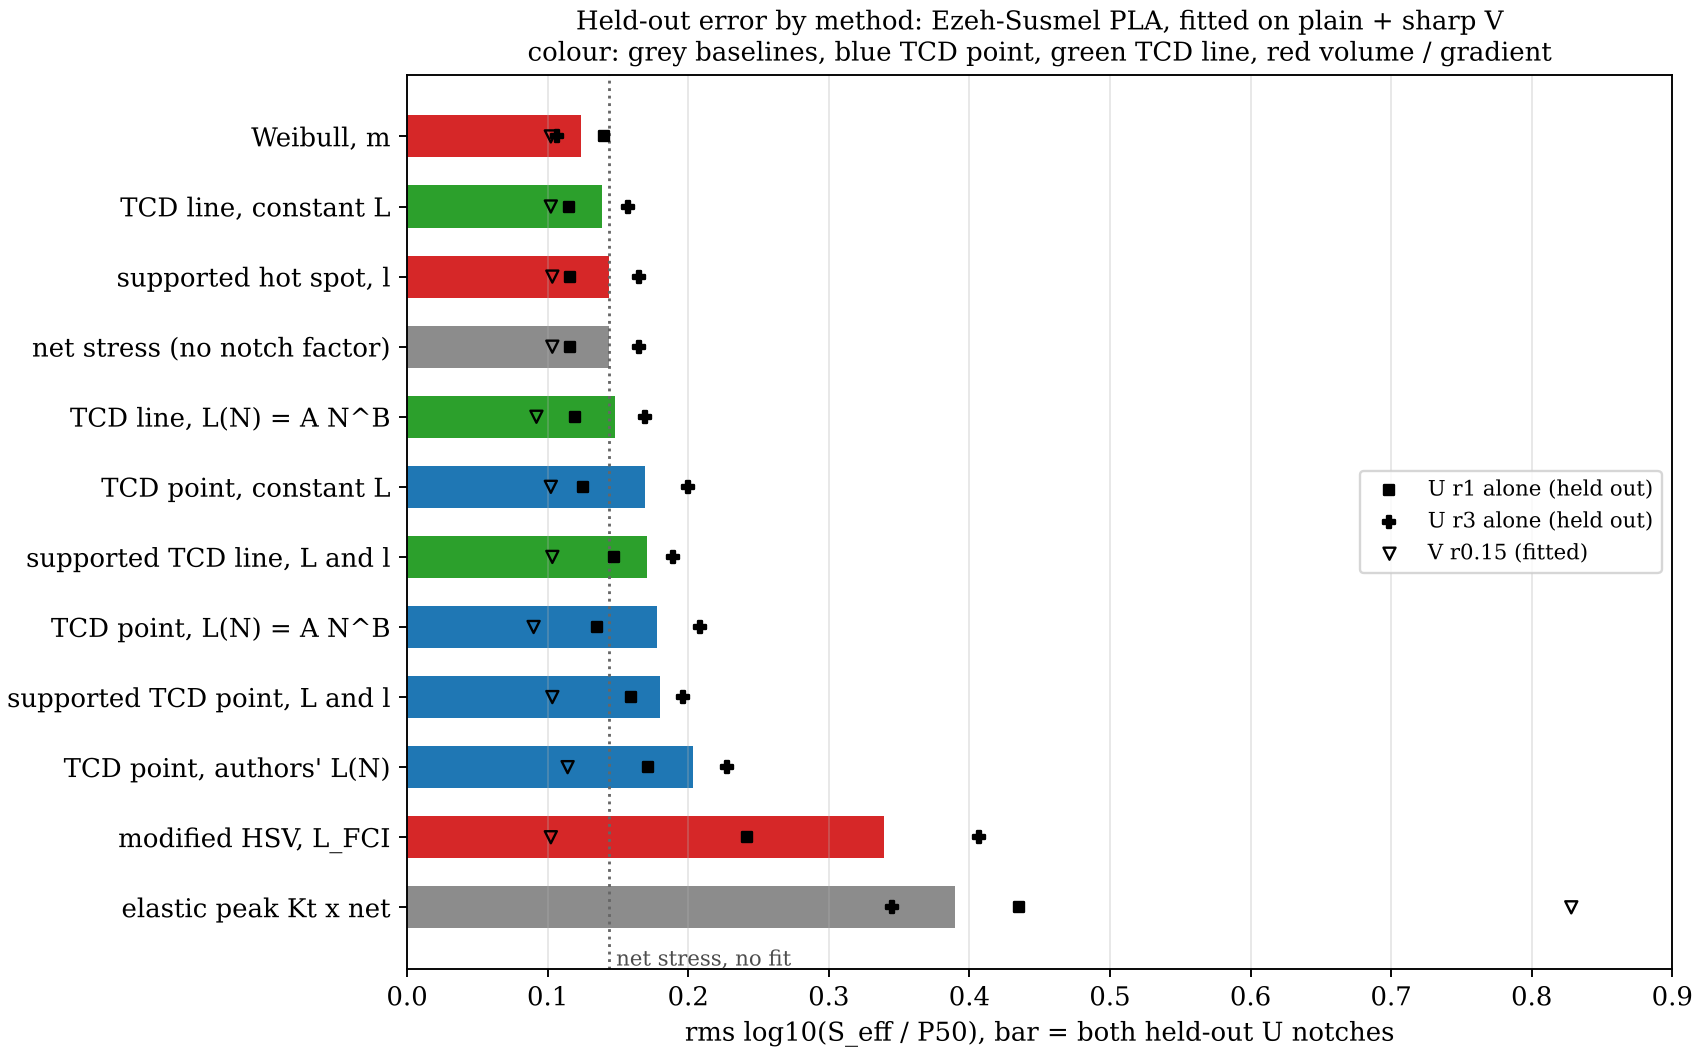 Held-out error by method: Ezeh-Susmel PLA, fitted on plain + sharp V
colour: grey baselines, blue TCD point, green TCD line, red volume / gradient
Weibull, m
TCD line, constant L
supported hot spot, l
net stress (no notch factor)
TCD line, L(N) = A N^B
TCD point, constant L
supported TCD line, L and l
TCD point, L(N) = A N^B
supported TCD point, L and l
TCD point, authors' L(N)
modified HSV, L_FCI
elastic peak Kt x net
U r1 alone (held out)
U r3 alone (held out)
V r0.15 (fitted)
net stress, no fit
0.0 0.1 0.2 0.3 0.4 0.5 0.6 0.7 0.8 0.9
rms log10(S_eff / P50), bar = both held-out U notches